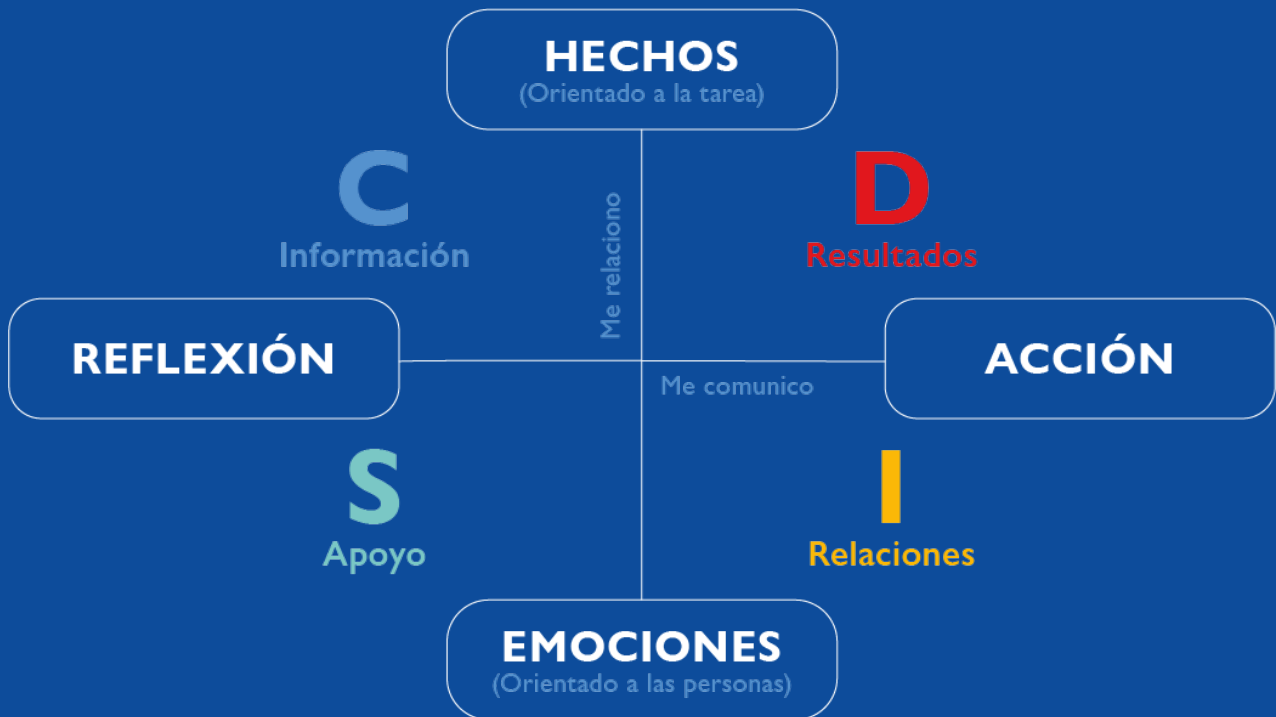 HECHOS
(Orientado a la tarea)
C
Información
Me relaciono
D
Resultados
REFLEXIÓN
Me comunico
ACCIÓN
S
Apoyo
I
Relaciones
EMOCIONES
(Orientado a las personas)